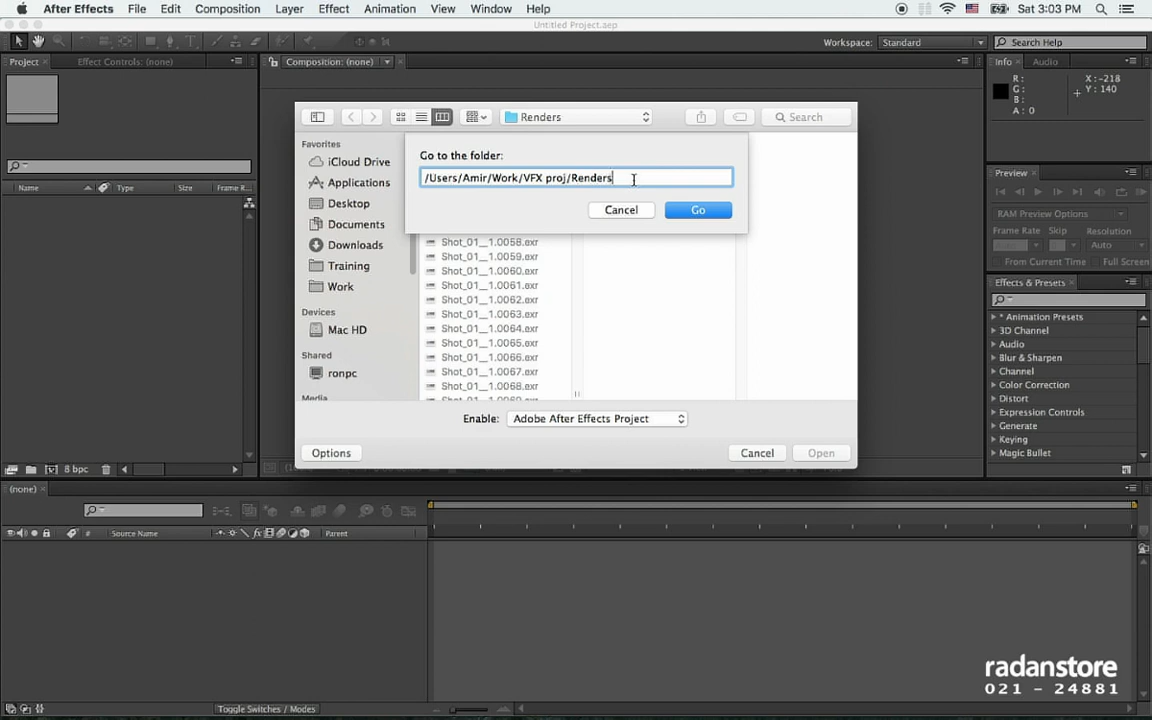 After Effects File Edit Composition Layer Effect Animation View Window Help Sat 3:03 PM
Untitled Project.aep
Workspace: Standard Search Help
Project Effect Controls: (none) Composition: (none) Info Audio
R: X: -218
G: Y: 140
B:
A: 0
Renders Search
Favorites
iCloud Drive
Applications
Desktop
Documents
Downloads
Training
Work
Devices
Mac HD
Shared
ronpc
Media
Go to the folder:
/Users/Amir/Work/VFX proj/Renders
Cancel Go
Shot_01__1.0058.exr
Shot_01__1.0059.exr
Shot_01__1.0060.exr
Shot_01__1.0061.exr
Shot_01__1.0062.exr
Shot_01__1.0063.exr
Shot_01__1.0064.exr
Shot_01__1.0065.exr
Shot_01__1.0066.exr
Shot_01__1.0067.exr
Shot_01__1.0068.exr
Enable: Adobe After Effects Project
Options Cancel Open
Name Type Size Frame R...
8 bpc
Preview
RAM Preview Options
Frame Rate Skip Resolution
Auto
From Current Time Full Screen
Effects & Presets
* Animation Presets
3D Channel
Audio
Blur & Sharpen
Channel
Color Correction
Distort
Expression Controls
Generate
Keying
Magic Bullet
(none)
# Source Name Parent
Toggle Switches / Modes
radanstore
021 - 24881